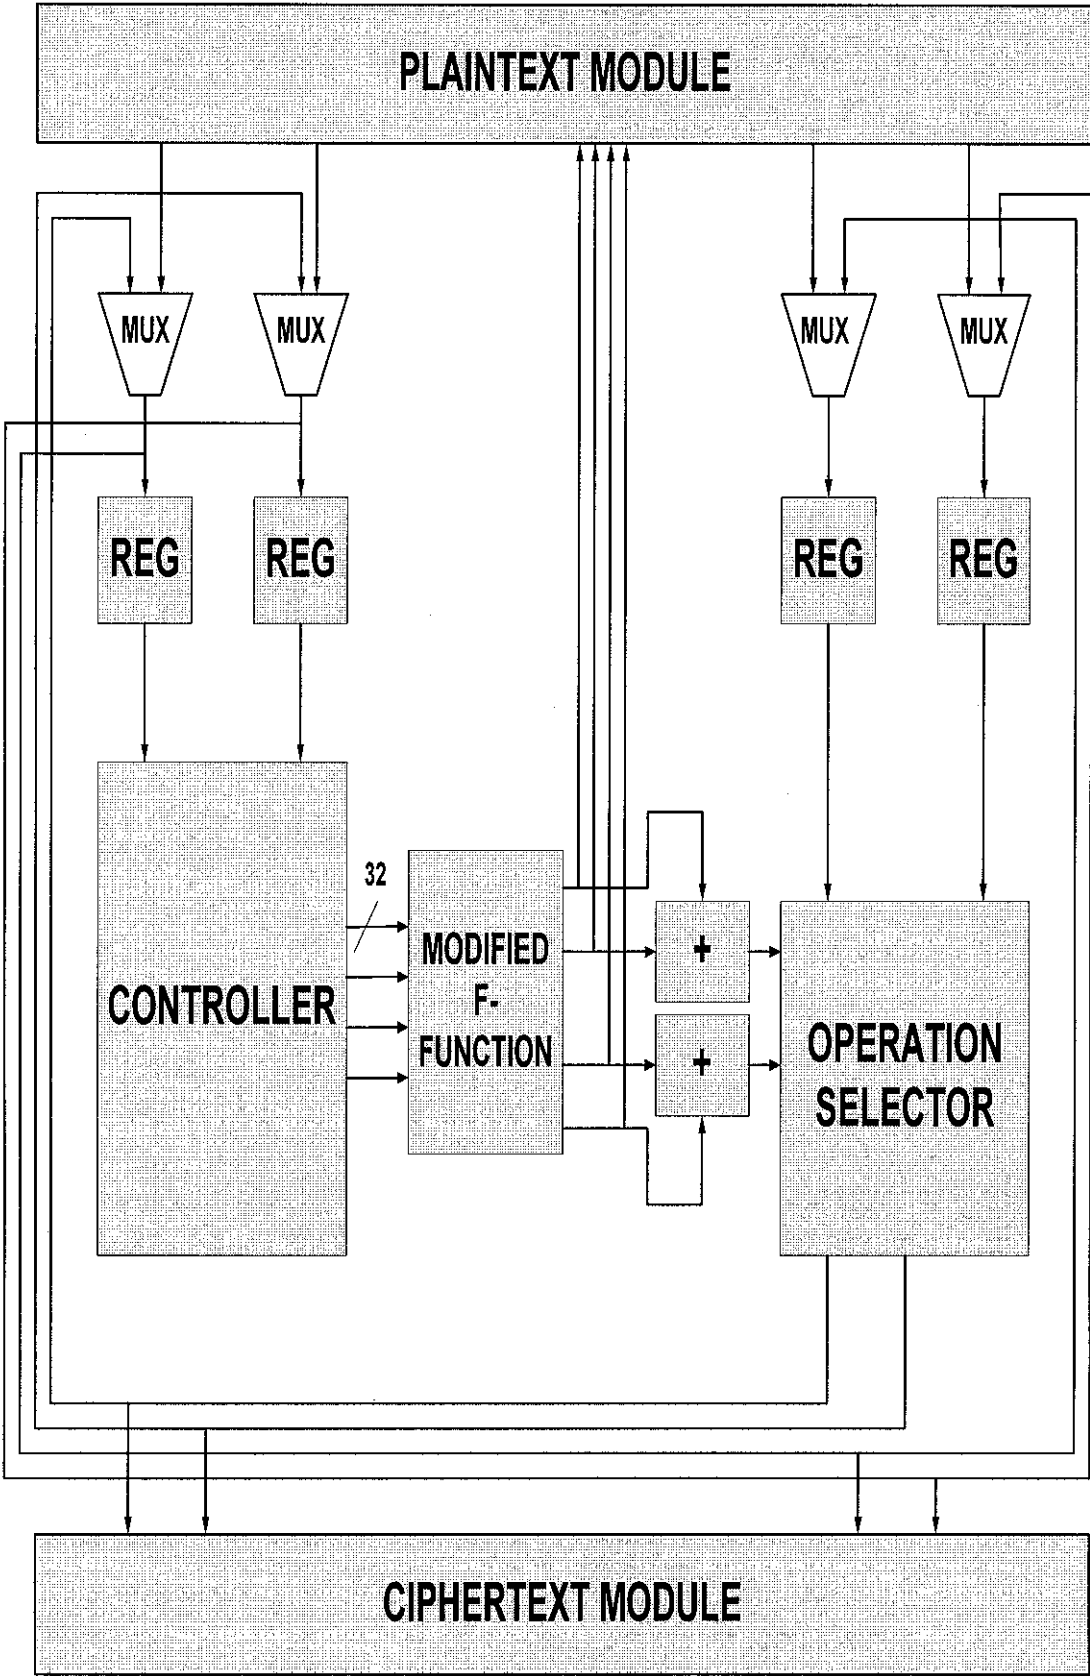 PLAINTEXT MODULE
MUX
MUX
MUX
MUX
REG
REG
REG
REG
32
CONTROLLER
MODIFIED
F-
FUNCTION
+
+
OPERATION
SELECTOR
CIPHERTEXT MODULE